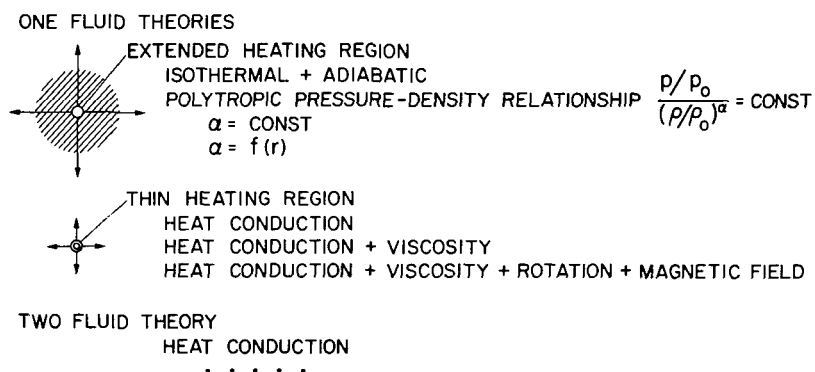 ONE FLUID THEORIES
EXTENDED HEATING REGION
ISOTHERMAL + ADIABATIC
POLYTROPIC PRESSURE-DENSITY RELATIONSHIP p/p₀ / (ρ/ρ₀)^α = CONST
α = CONST
α = f(r)
THIN HEATING REGION
HEAT CONDUCTION
HEAT CONDUCTION + VISCOSITY
HEAT CONDUCTION + VISCOSITY + ROTATION + MAGNETIC FIELD
TWO FLUID THEORY
HEAT CONDUCTION